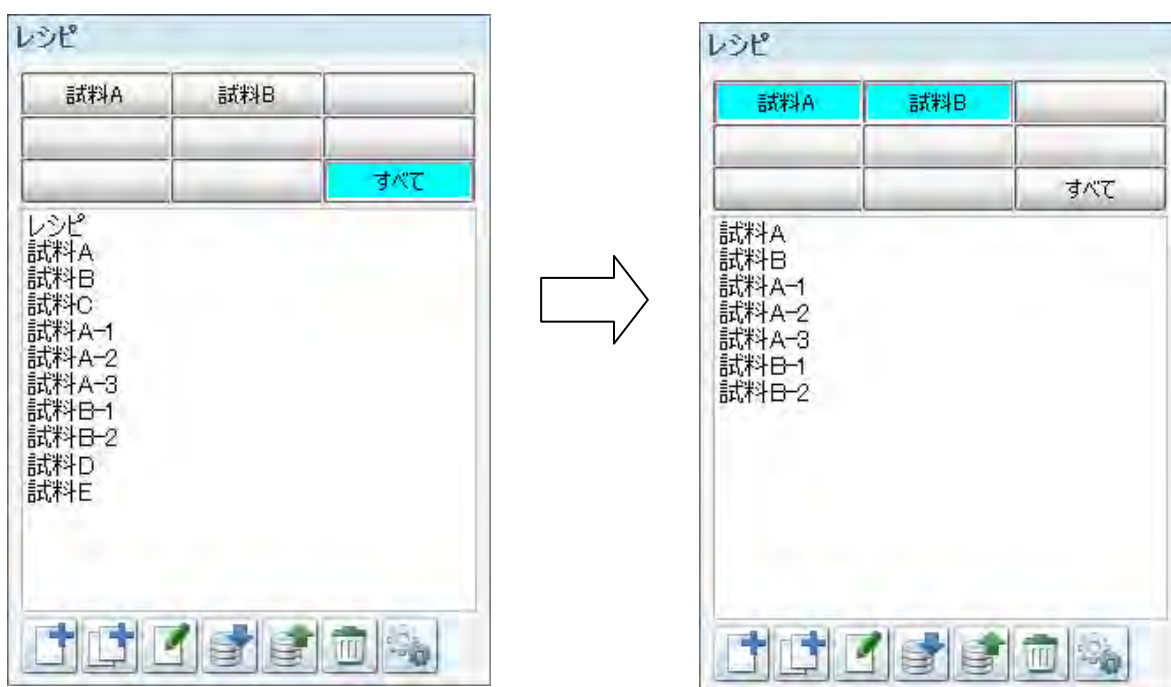 レシピ
試料A 試料B
すべて
レシピ
試料A
試料B
試料C
試料A-1
試料A-2
試料A-3
試料B-1
試料B-2
試料D
試料E
レシピ
試料A 試料B
すべて
試料A
試料B
試料A-1
試料A-2
試料A-3
試料B-1
試料B-2